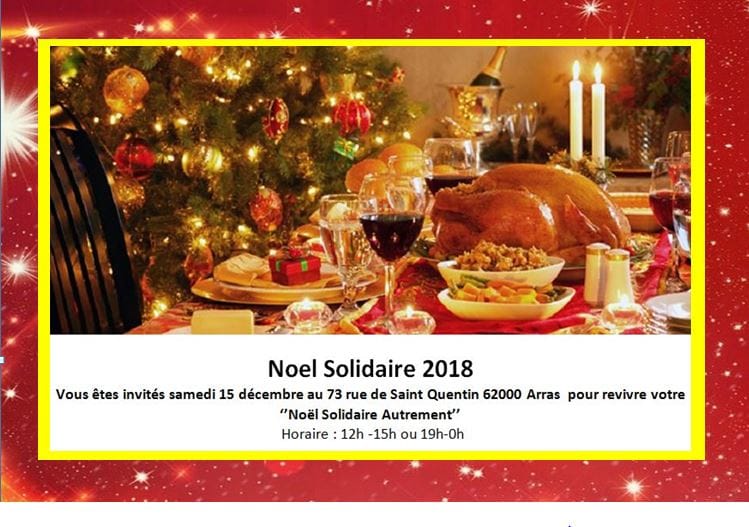 Noel Solidaire 2018
Vous êtes invités samedi 15 décembre au 73 rue de Saint Quentin 62000 Arras  pour revivre votre
‘’Noël Solidaire Autrement’’
Horaire : 12h -15h ou 19h-0h